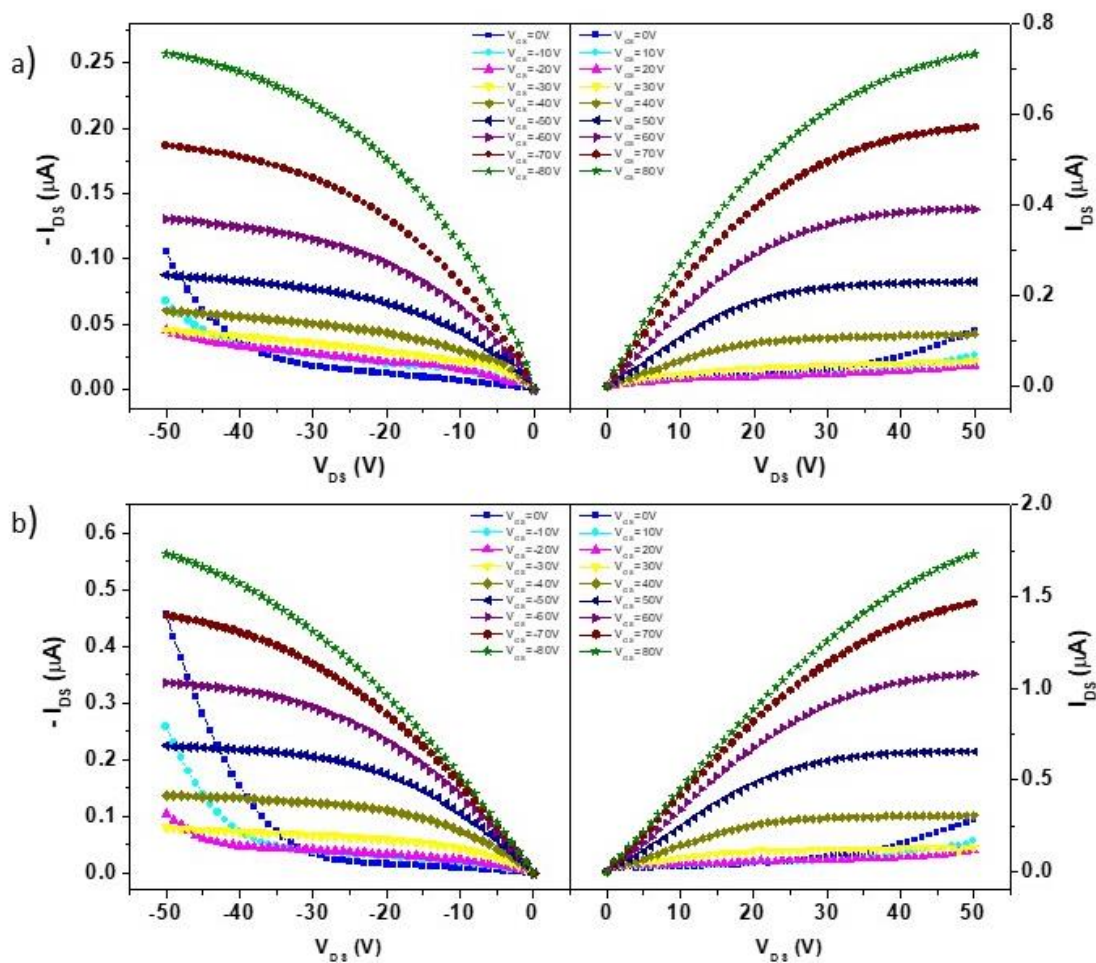 a)
0.25
0.20
0.15
0.10
0.05
0.00
- I_DS (µA)
V_GS=0V
V_GS=-10V
V_GS=-20V
V_GS=-30V
V_GS=-40V
V_GS=-50V
V_GS=-60V
V_GS=-70V
V_GS=-80V
V_GS=0V
V_GS=10V
V_GS=20V
V_GS=30V
V_GS=40V
V_GS=50V
V_GS=60V
V_GS=70V
V_GS=80V
0.8
0.6
0.4
0.2
0.0
I_DS (µA)
-50 -40 -30 -20 -10 0 0 10 20 30 40 50
V_DS (V) V_DS (V)
b)
0.6
0.5
0.4
0.3
0.2
0.1
0.0
- I_DS (µA)
V_GS=0V
V_GS=-10V
V_GS=-20V
V_GS=-30V
V_GS=-40V
V_GS=-50V
V_GS=-60V
V_GS=-70V
V_GS=-80V
V_GS=0V
V_GS=10V
V_GS=20V
V_GS=30V
V_GS=40V
V_GS=50V
V_GS=60V
V_GS=70V
V_GS=80V
2.0
1.5
1.0
0.5
0.0
I_DS (µA)
-50 -40 -30 -20 -10 0 0 10 20 30 40 50
V_DS (V) V_DS (V)